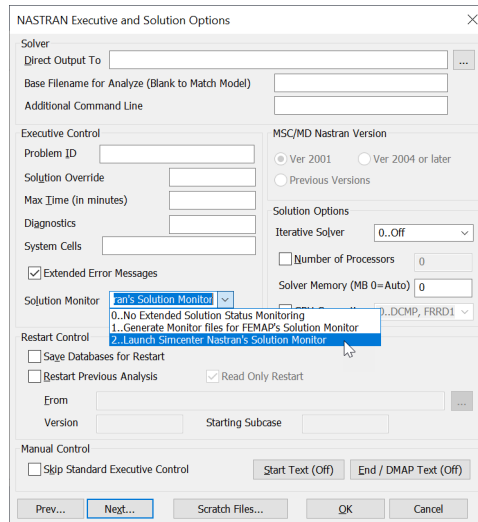 NASTRAN Executive and Solution Options
Solver
Direct Output To
...
Base Filename for Analyze (Blank to Match Model)
Additional Command Line
Executive Control
Problem ID
Solution Override
Max Time (in minutes)
Diagnostics
System Cells
Extended Error Messages
Solution Monitor ran's Solution Monitor
0..No Extended Solution Status Monitoring
1..Generate Monitor files for FEMAP's Solution Monitor
2..Launch Simcenter Nastran's Solution Monitor
MSC/MD Nastran Version
Ver 2001 Ver 2004 or later
Previous Versions
Solution Options
Iterative Solver 0..Off
Number of Processors 0
Solver Memory (MB 0=Auto) 0
0..DCMP, FRRD1
Restart Control
Save Databases for Restart
Restart Previous Analysis Read Only Restart
From ...
Version Starting Subcase
Manual Control
Skip Standard Executive Control Start Text (Off) End / DMAP Text (Off)
Prev... Next... Scratch Files... OK Cancel